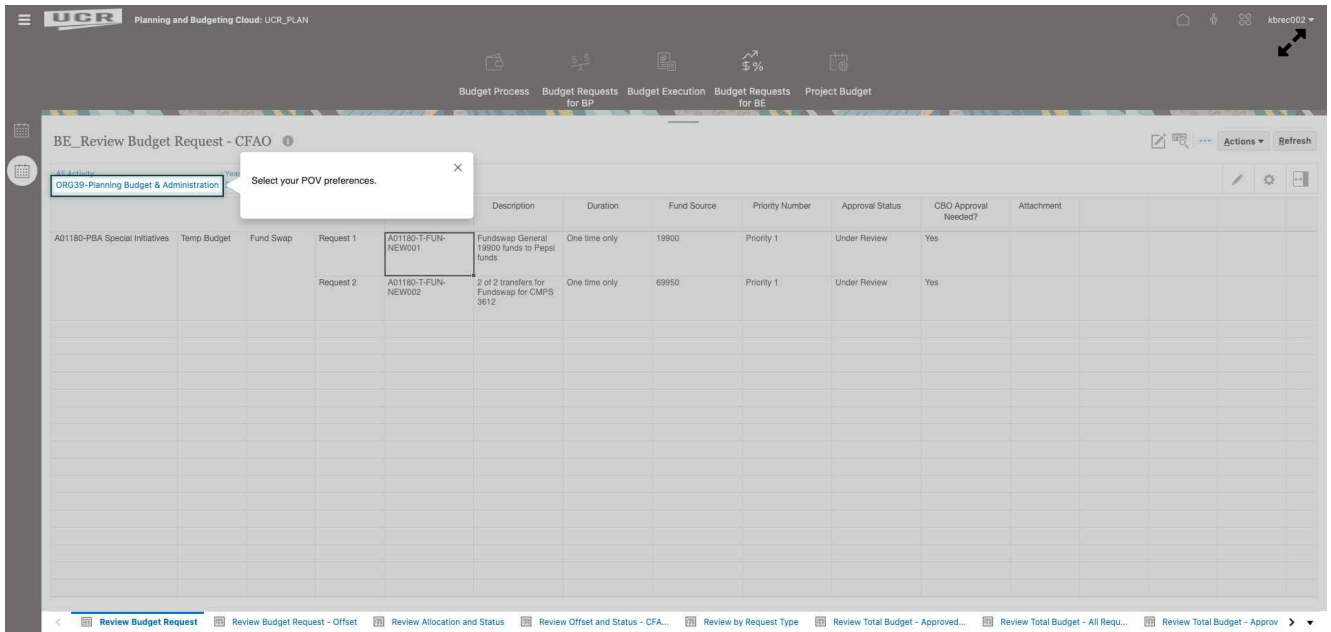 UCR Planning and Budgeting Cloud: UCR_PLAN kbrec002
$ %
Budget Process Budget Requests for BP Budget Execution Budget Requests for BE Project Budget
BE_Review Budget Request - CFAO
Actions Refresh
All Activity Year
ORG39-Planning Budget & Administration
Select your POV preferences.
Description Duration Fund Source Priority Number Approval Status CBO Approval Needed? Attachment
A01180-PBA Special Initiatives Temp Budget Fund Swap Request 1 A01180-T-FUN-NEW001 Fundswap General 19900 funds to Pepsi funds One time only 19900 Priority 1 Under Review Yes
Request 2 A01180-T-FUN-NEW002 2 of 2 transfers for Fundswap for CMPS 3612 One time only 69950 Priority 1 Under Review Yes
Review Budget Request Review Budget Request - Offset Review Allocation and Status Review Offset and Status - CFA... Review by Request Type Review Total Budget - Approved... Review Total Budget - All Requ... Review Total Budget - Approv